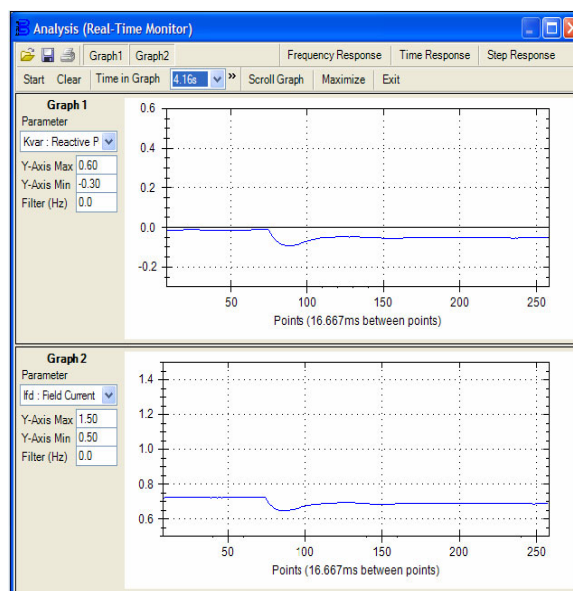 Analysis (Real-Time Monitor)
Graph1 Graph2 Frequency Response Time Response Step Response
Start Clear Time in Graph 4.16s » Scroll Graph Maximize Exit
Graph 1
Parameter
Kvar : Reactive P
Y-Axis Max 0.60
Y-Axis Min -0.30
Filter (Hz) 0.0
0.6
0.4
0.2
0.0
-0.2
50 100 150 200 250
Points (16.667ms between points)
Graph 2
Parameter
Ifd : Field Current
Y-Axis Max 1.50
Y-Axis Min 0.50
Filter (Hz) 0.0
1.4
1.2
1.0
0.8
0.6
50 100 150 200 250
Points (16.667ms between points)